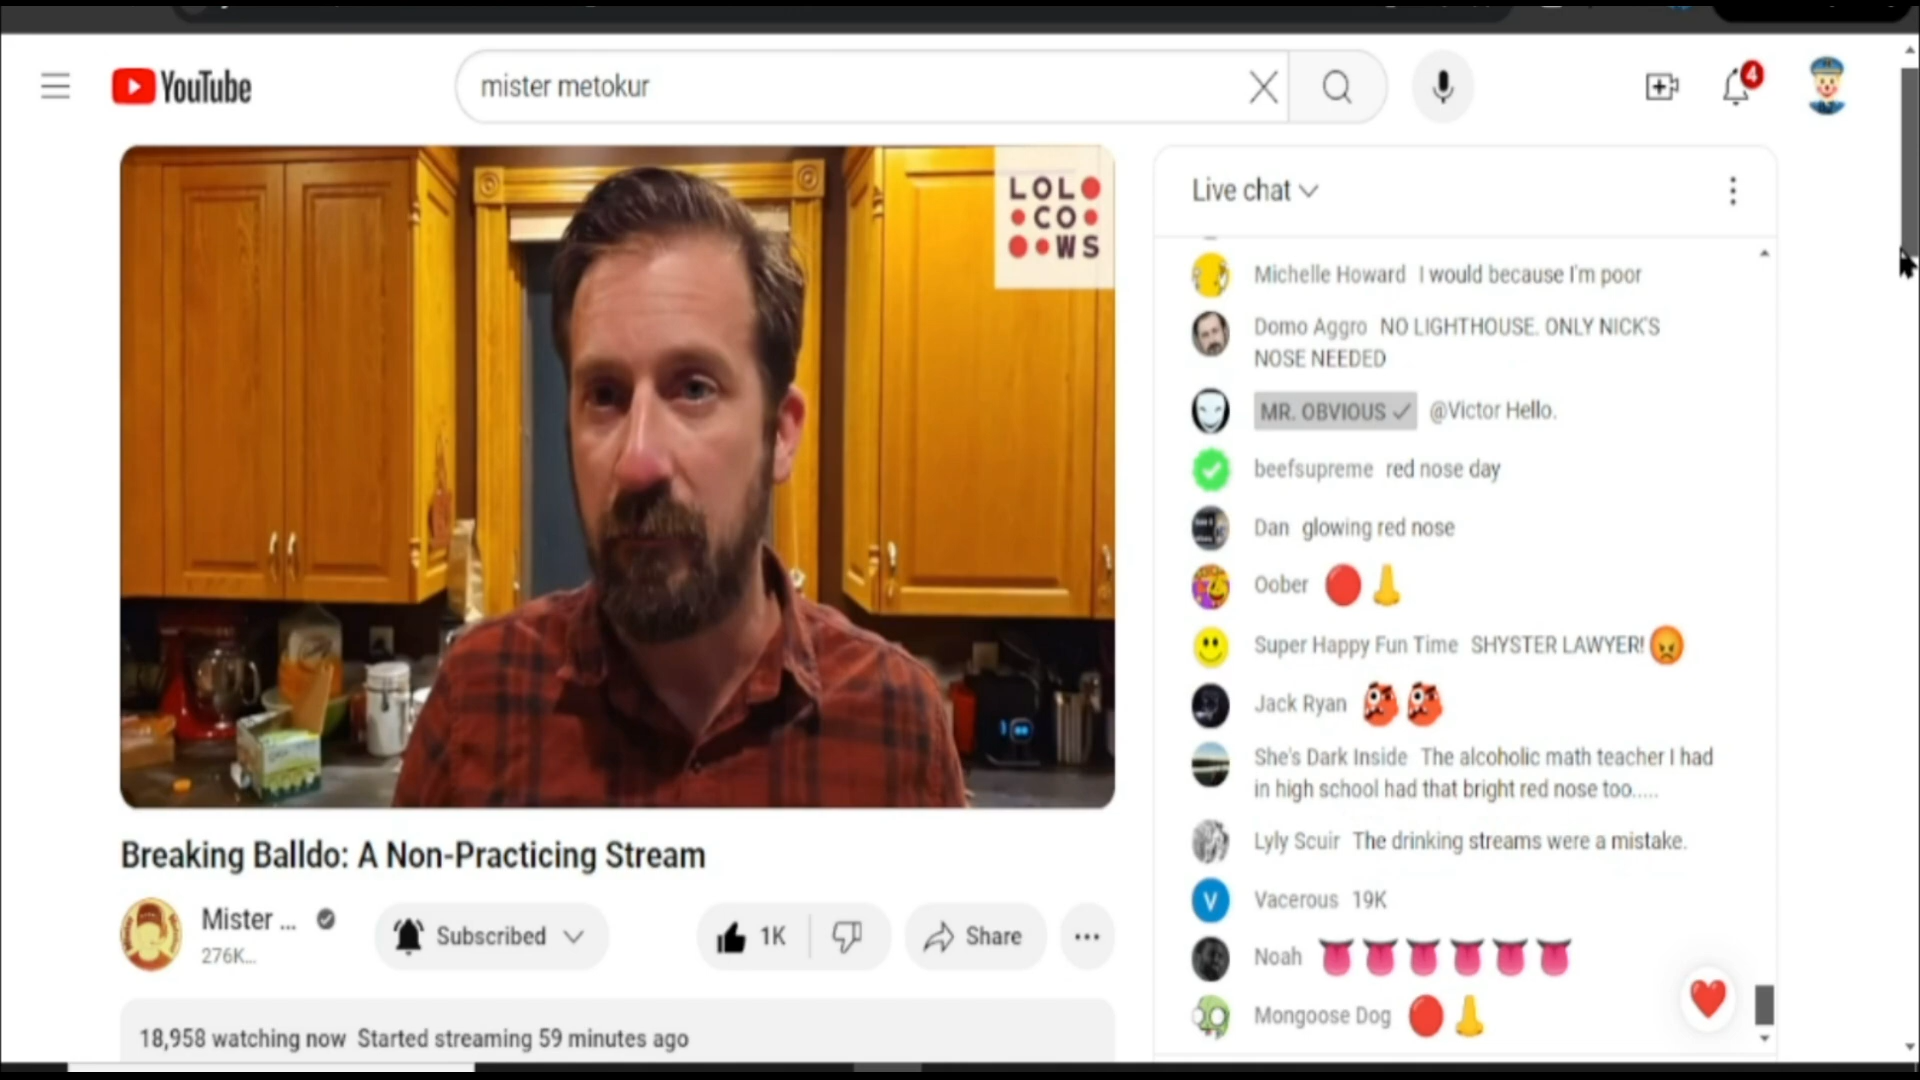 YouTube
mister metokur
4
LOL
CO
WS
Live chat
Michelle Howard I would because I'm poor
Domo Aggro NO LIGHTHOUSE. ONLY NICK'S
NOSE NEEDED
MR. OBVIOUS @Victor Hello.
beefsupreme red nose day
Dan glowing red nose
Oober 🔴👃
Super Happy Fun Time SHYSTER LAWYER!😡
Jack Ryan
She's Dark Inside The alcoholic math teacher I had
in high school had that bright red nose too.....
Lyly Scuir The drinking streams were a mistake.
V Vacerous 19K
Noah 👅👅👅👅👅👅
Mongoose Dog 🔴👃
Breaking Balldo: A Non-Practicing Stream
Mister ...
276K...
Subscribed
1K
Share
18,958 watching now Started streaming 59 minutes ago